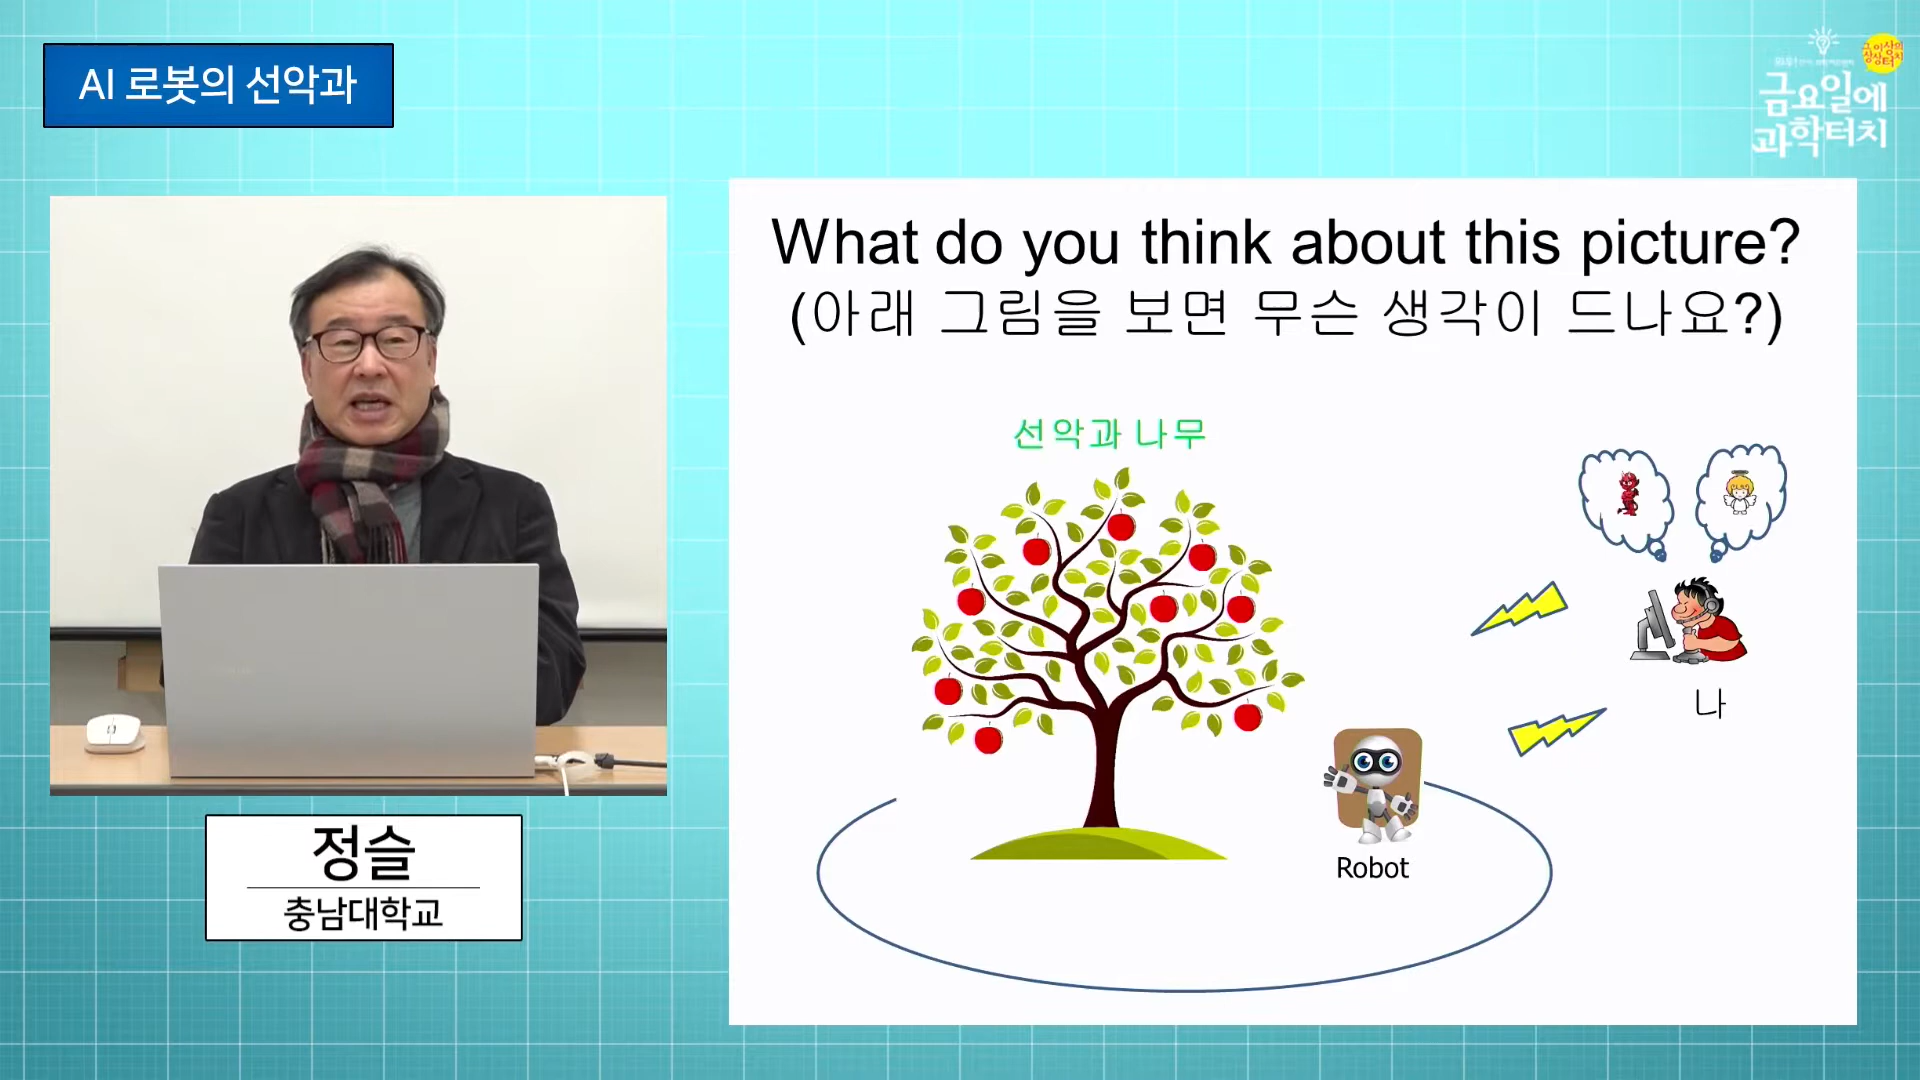 AI 로봇의 선악과
금요일에
과학터치
What do you think about this picture?
(아래 그림을 보면 무슨 생각이 드나요?)
선악과 나무
나
Robot
정슬
충남대학교